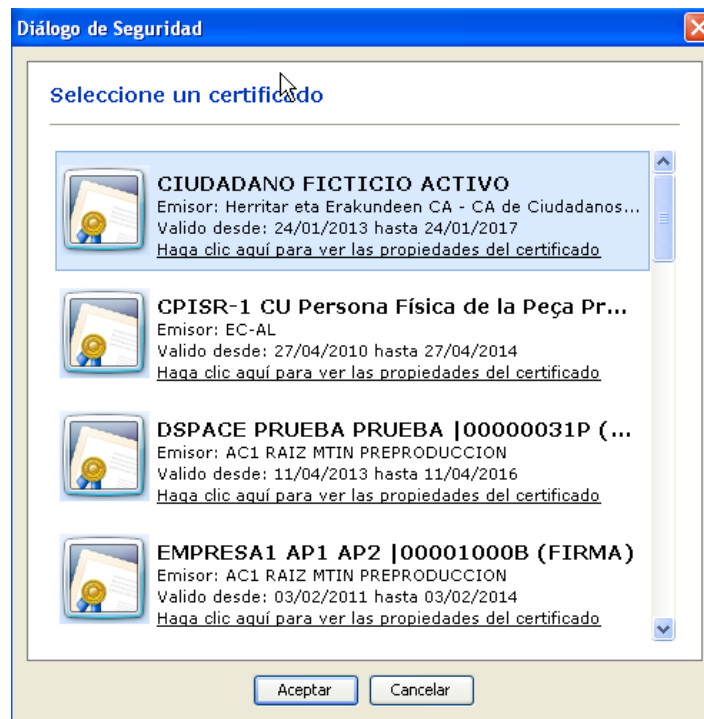 Diálogo de Seguridad
Seleccione un certificado
CIUDADANO FICTICIO ACTIVO
Emisor: Herritar eta Erakundeen CA - CA de Ciudadanos...
Valido desde: 24/01/2013 hasta 24/01/2017
Haga clic aquí para ver las propiedades del certificado
CPISR-1 CU Persona Física de la Peça Pr...
Emisor: EC-AL
Valido desde: 27/04/2010 hasta 27/04/2014
Haga clic aquí para ver las propiedades del certificado
DSPACE PRUEBA PRUEBA |00000031P (...
Emisor: AC1 RAIZ MTIN PREPRODUCCION
Valido desde: 11/04/2013 hasta 11/04/2016
Haga clic aquí para ver las propiedades del certificado
EMPRESA1 AP1 AP2 |00001000B (FIRMA)
Emisor: AC1 RAIZ MTIN PREPRODUCCION
Valido desde: 03/02/2011 hasta 03/02/2014
Haga clic aquí para ver las propiedades del certificado
Aceptar Cancelar